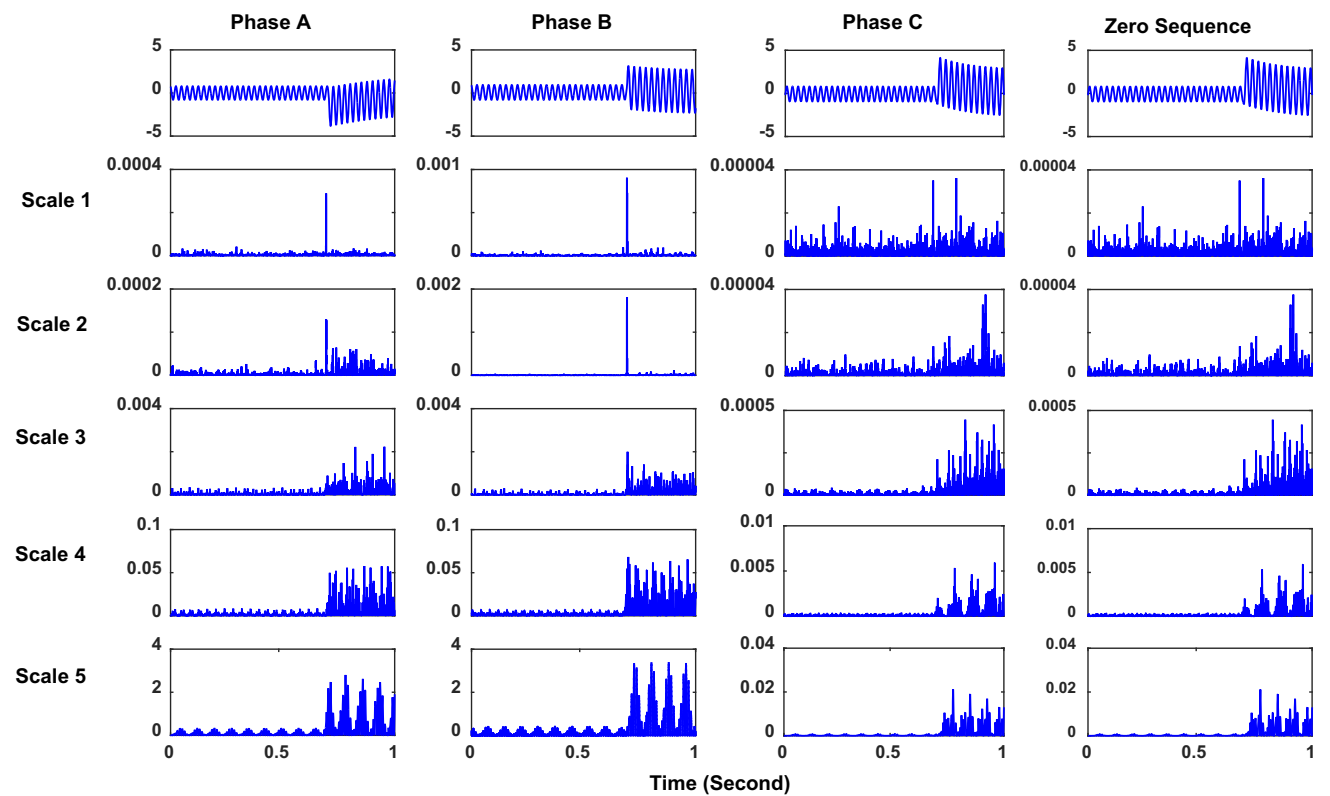 Phase A Phase B Phase C Zero Sequence
5 5 5 5
0 0 0 0
-5 -5 -5 -5
0.0004 0.001 0.00004 0.00004
Scale 1
0 0 0 0
0.0002 0.002 0.00004 0.00004
Scale 2
0 0 0 0
0.004 0.004 0.0005 0.0005
Scale 3
0 0 0 0
0.1 0.1 0.01 0.01
Scale 4
0.05 0.05 0.005 0.005
0 0 0 0
4 4 0.04 0.04
Scale 5
2 2 0.02 0.02
0 0 0 0
0 0.5 1 0 0.5 1 0 0.5 1 0 0.5 1
Time (Second)